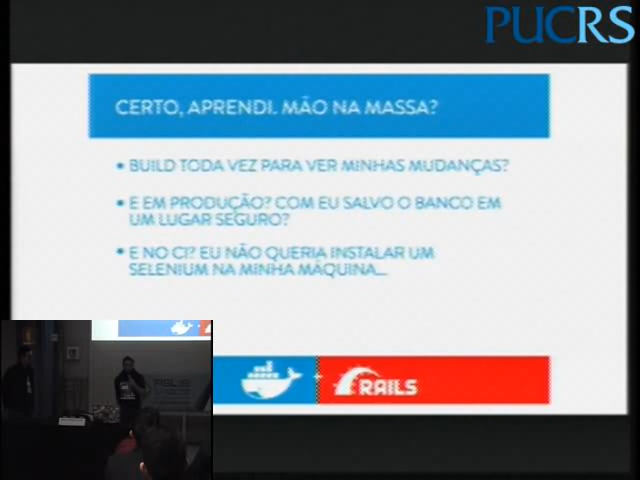 PUCRS
CERTO, APRENDI. MÃO NA MASSA?
• BUILD TODA VEZ PARA VER MINHAS MUDANÇAS?
• E EM PRODUÇÃO? COM EU SALVO O BANCO EM
UM LUGAR SEGURO?
• E NO CI? EU NÃO QUERIA INSTALAR UM
SELENIUM NA MINHA MÁQUINA...
+
RAILS